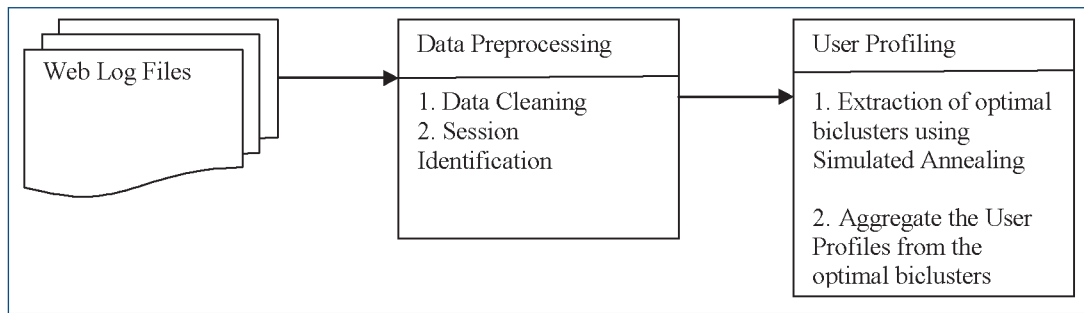 Web Log Files
Data Preprocessing
1. Data Cleaning
2. Session
Identification
User Profiling
1. Extraction of optimal
biclusters using
Simulated Annealing
2. Aggregate the User
Profiles from the
optimal biclusters